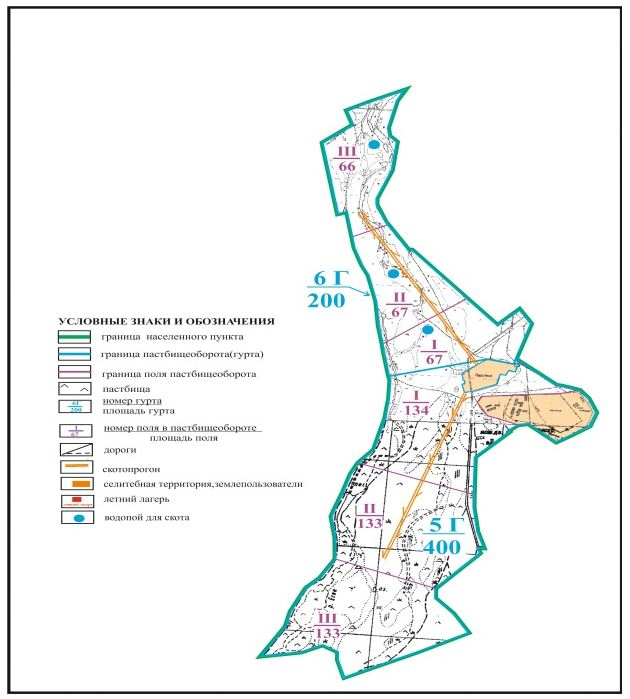 III
66
6 Г
200
II
67
I
67
I
134
II
133
5 Г
400
III
133
УСЛОВНЫЕ ЗНАКИ И ОБОЗНАЧЕНИЯ
граница населенного пункта
граница пастбищеоборота(гурта)
граница поля пастбищеоборота
пастбища
6Г
200
номер гурта
площадь гурта
I
67
номер поля в пастбищеобороте
площадь поля
дороги
скотопрогон
селитебная территория,землепользователи
летний лагерь
водопой для скота